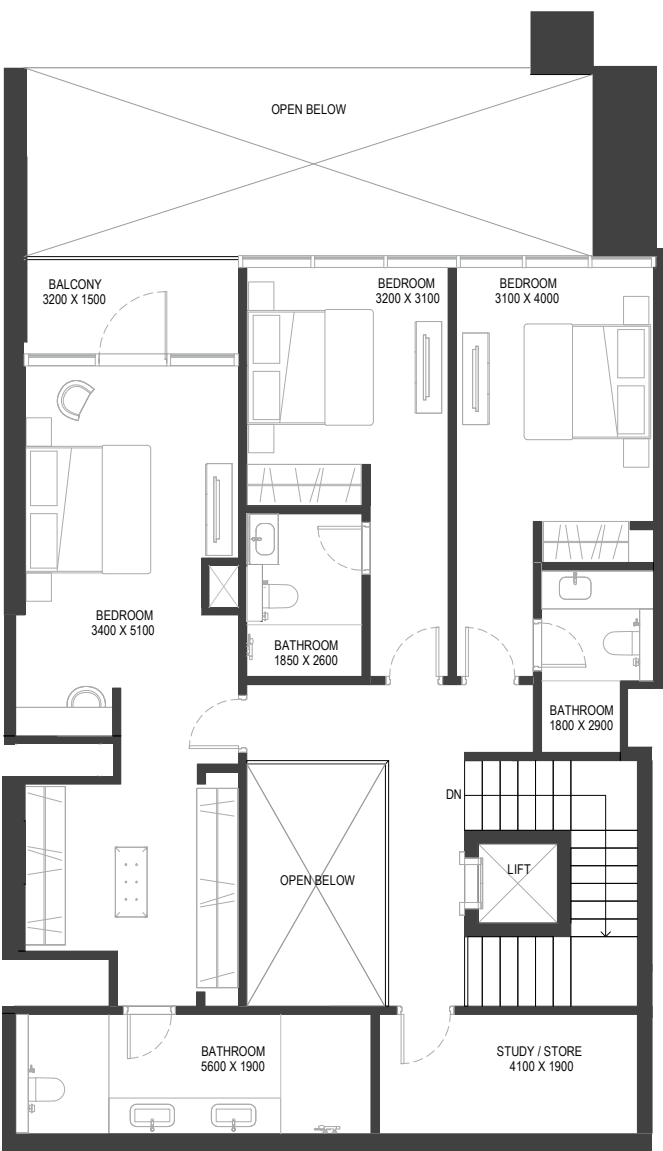 OPEN BELOW
BALCONY
3200 X 1500
BEDROOM
3200 X 3100
BEDROOM
3100 X 4000
BEDROOM
3400 X 5100
BATHROOM
1850 X 2600
BATHROOM
1800 X 2900
DN
LIFT
OPEN BELOW
BATHROOM
5600 X 1900
STUDY / STORE
4100 X 1900